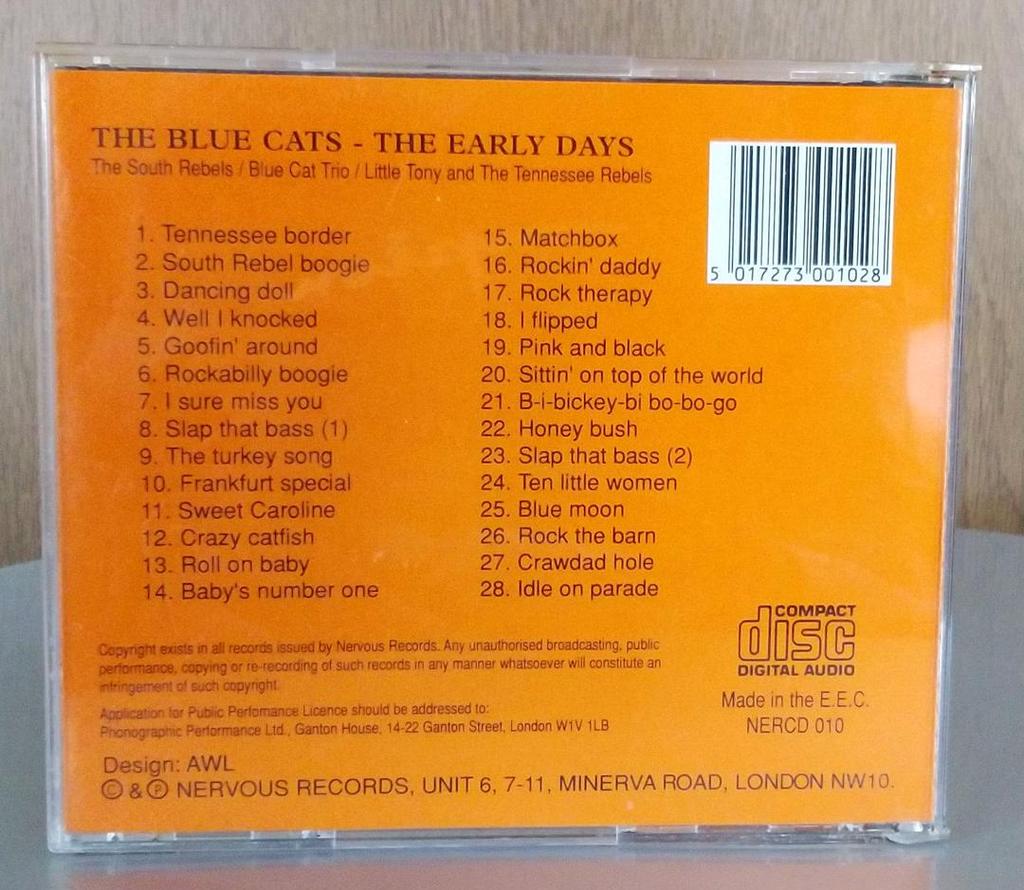 THE BLUE CATS - THE EARLY DAYS
The South Rebels / Blue Cat Trio / Little Tony and The Tennessee Rebels
1. Tennessee border
2. South Rebel boogie
3. Dancing doll
4. Well I knocked
5. Goofin' around
6. Rockabilly boogie
7. I sure miss you
8. Slap that bass (1)
9. The turkey song
10. Frankfurt special
11. Sweet Caroline
12. Crazy catfish
13. Roll on baby
14. Baby's number one
15. Matchbox
16. Rockin' daddy
17. Rock therapy
18. I flipped
19. Pink and black
20. Sittin' on top of the world
21. B-i-bickey-bi bo-bo-go
22. Honey bush
23. Slap that bass (2)
24. Ten little women
25. Blue moon
26. Rock the barn
27. Crawdad hole
28. Idle on parade
5 017273 001028
Copyright exists in all records issued by Nervous Records. Any unauthorised broadcasting, public
performance, copying or re-recording of such records in any manner whatsoever will constitute an
infringement of such copyright.
Application for Public Perfomance Licence should be addressed to:
Phonographic Performance Ltd., Ganton House, 14-22 Ganton Street, London W1V 1LB
COMPACT
disc
DIGITAL AUDIO
Made in the E.E.C.
NERCD 010
Design: AWL
© & ℗ NERVOUS RECORDS, UNIT 6, 7-11, MINERVA ROAD, LONDON NW10.